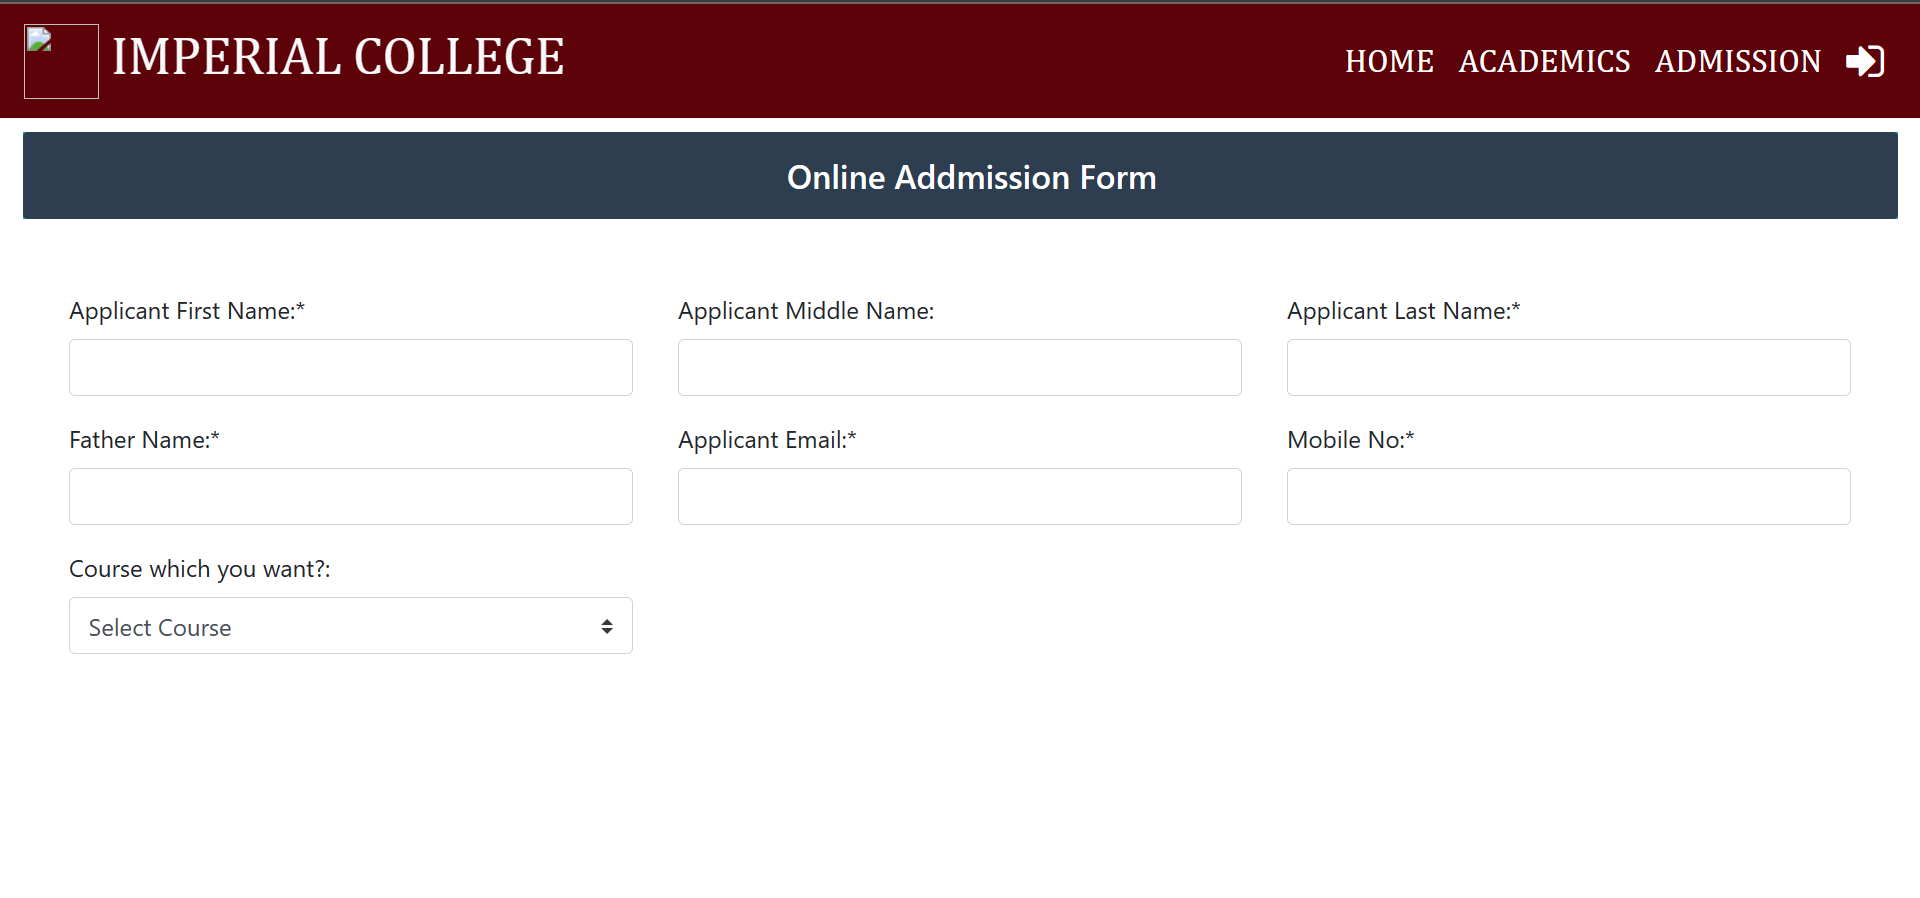 IMPERIAL COLLEGE
HOME ACADEMICS ADMISSION
Online Addmission Form
Applicant First Name:* Applicant Middle Name: Applicant Last Name:*
Father Name:* Applicant Email:* Mobile No:*
Course which you want?:
Select Course